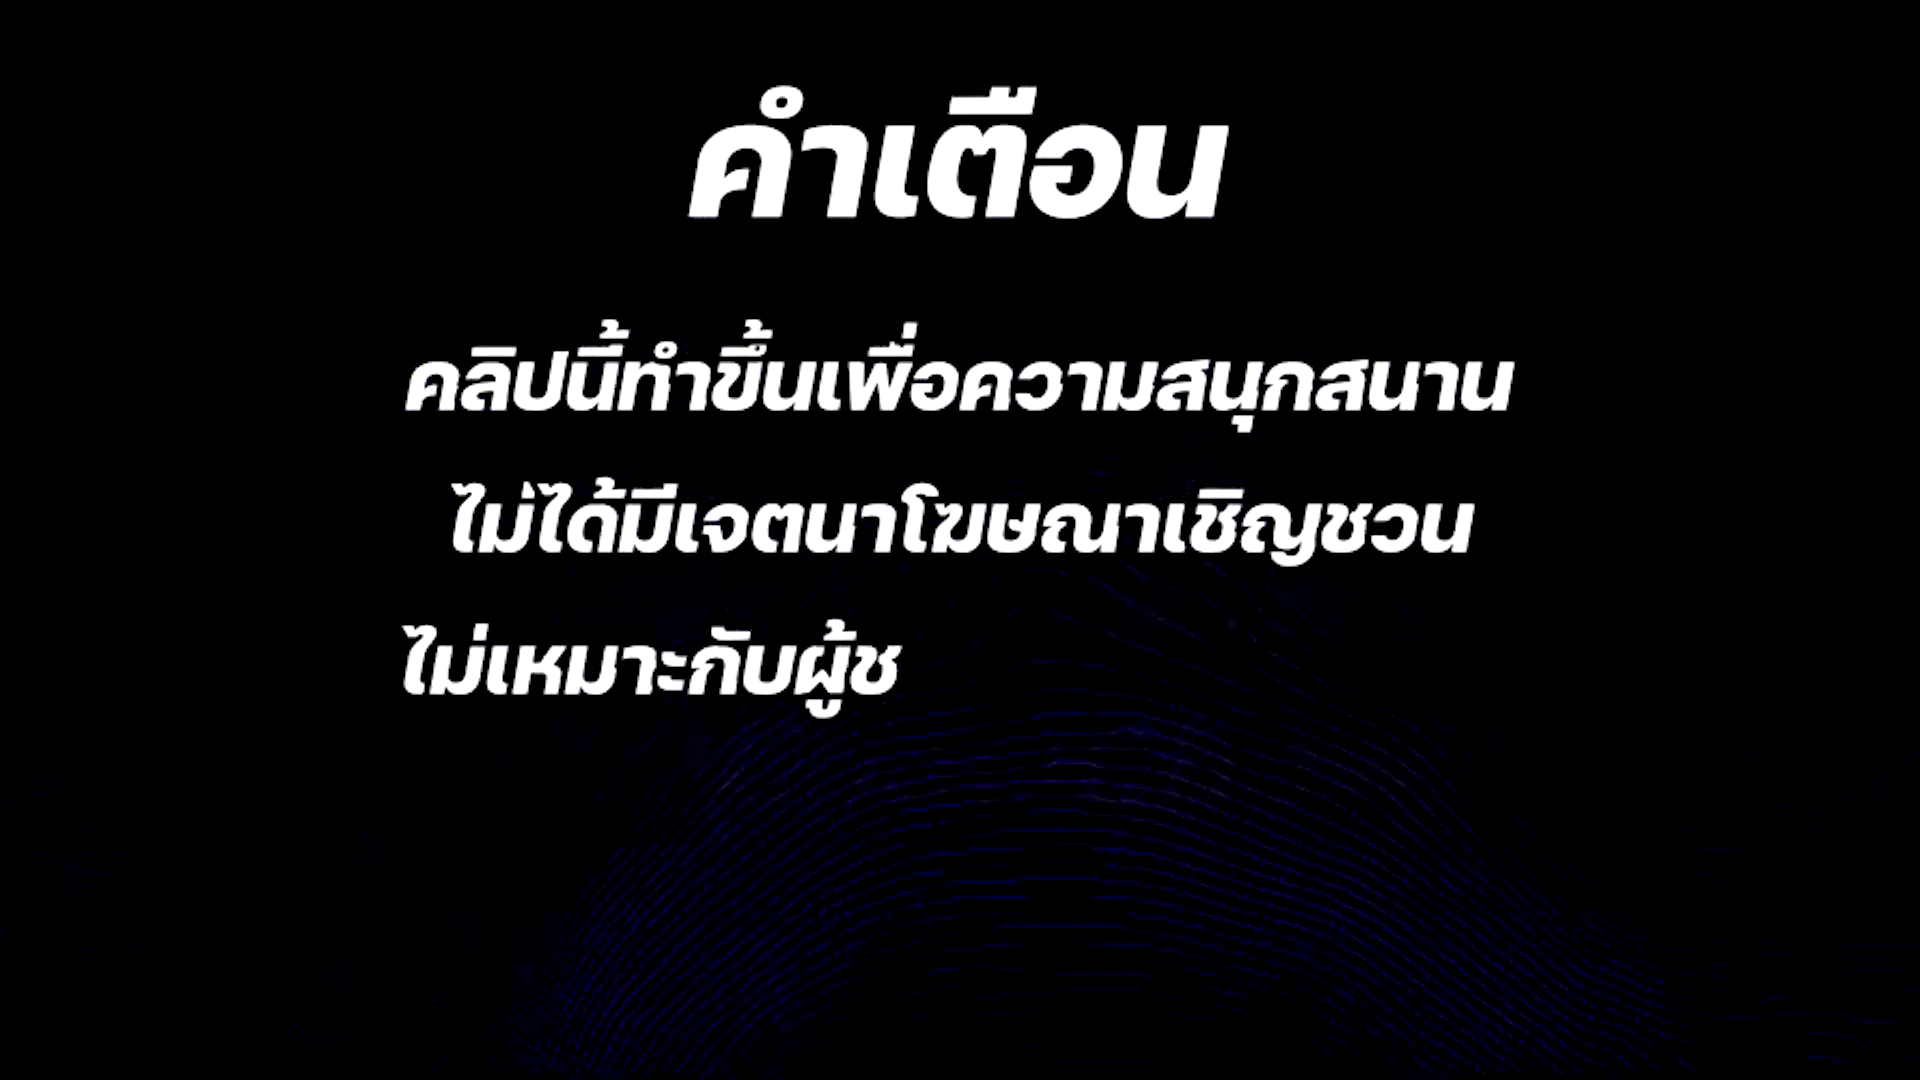 คำเตือน
คลิปนี้ทำขึ้นเพื่อความสนุกสนาน
ไม่ได้มีเจตนาโฆษณาเชิญชวน
ไม่เหมาะกับผู้ช